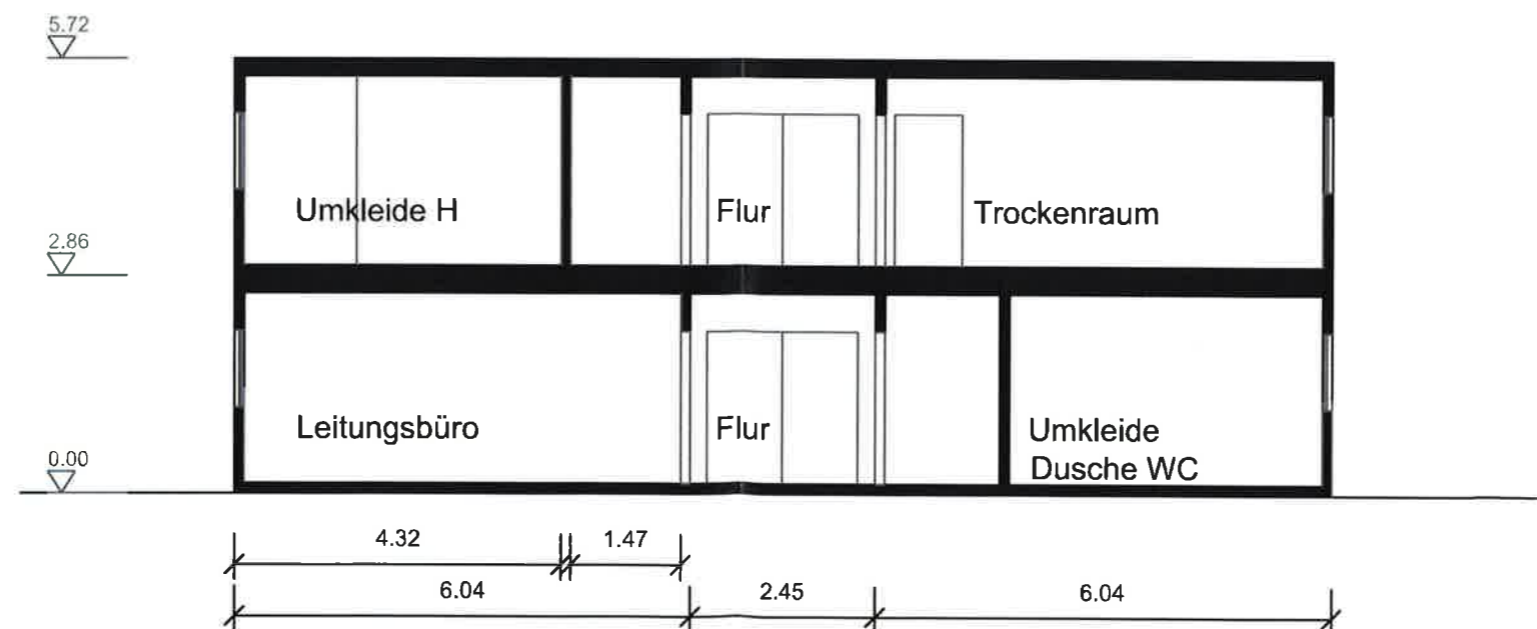 5.72
Umkleide H
Flur
Trockenraum
2.86
Leitungsbüro
Flur
Umkleide
Dusche WC
0.00
4.32
1.47
6.04
2.45
6.04